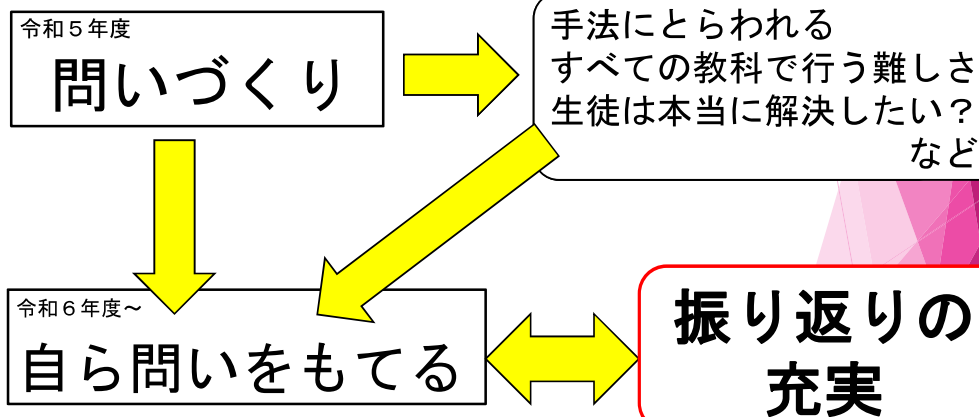 令和５年度
問いづくり
手法にとらわれる
すべての教科で行う難しさ
生徒は本当に解決したい？
など
令和６年度～
自ら問いをもてる
振り返りの
充実